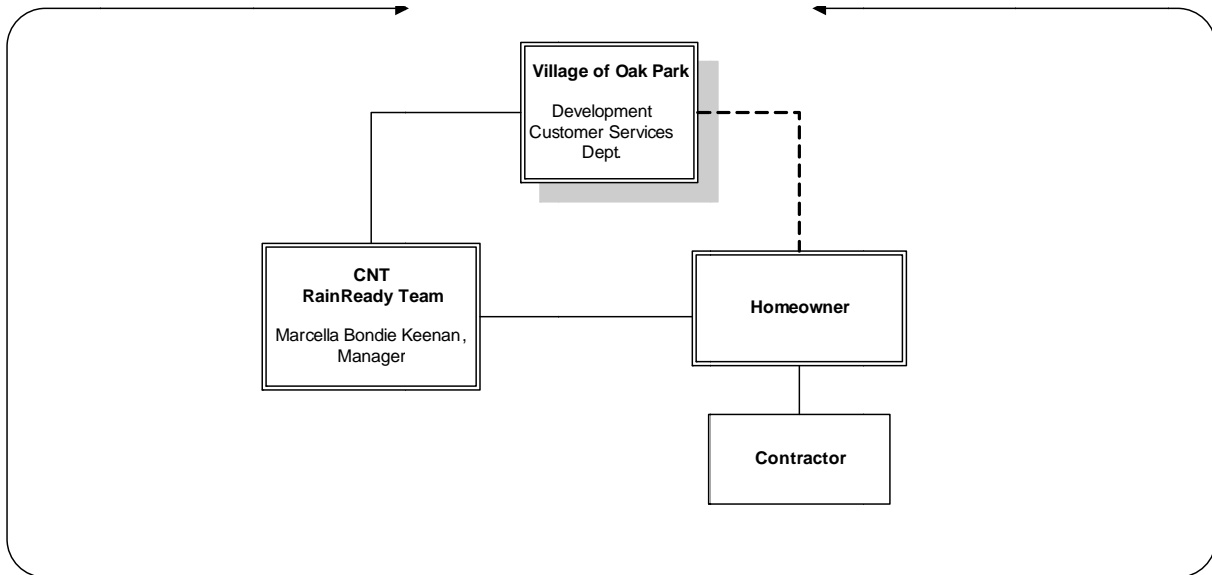 Village of Oak Park
Development
Customer Services
Dept.
CNT
RainReady Team
Marcella Bondie Keenan,
Manager
Homeowner
Contractor